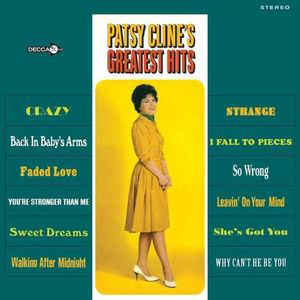 DECCA
STEREO
PATSY CLINE'S
GREATEST HITS
CRAZY
Back In Baby's Arms
Faded Love
YOU'RE STRONGER THAN ME
Sweet Dreams
Walking After Midnight
STRANGE
I FALL TO PIECES
So Wrong
Leavin' On Your Mind
She's Got You
WHY CAN'T HE BE YOU